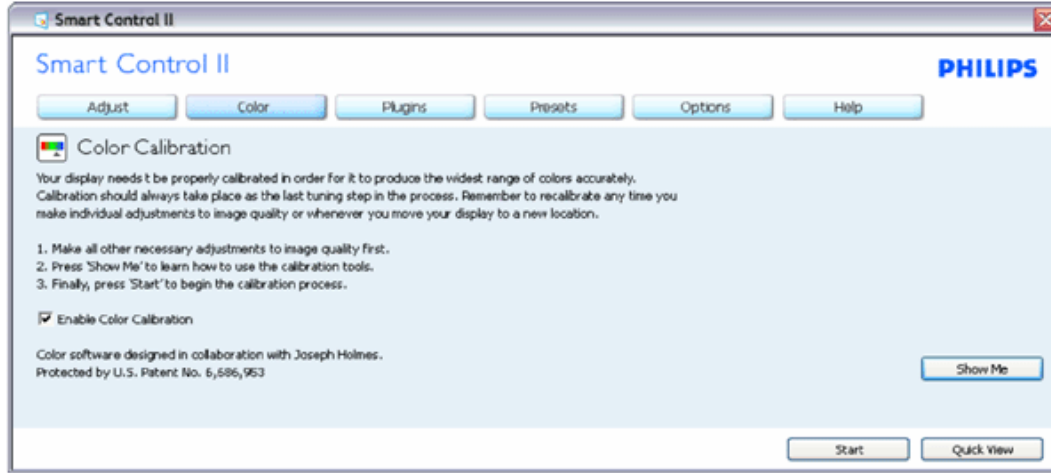 Smart Control II
Smart Control II
PHILIPS
Adjust
Color
Plugins
Presets
Options
Help
Color Calibration
Your display needs t be properly calibrated in order for it to produce the widest range of colors accurately.
Calibration should always take place as the last tuning step in the process. Remember to recalibrate any time you
make individual adjustments to image quality or whenever you move your display to a new location.
1. Make all other necessary adjustments to image quality first.
2. Press 'Show Me' to learn how to use the calibration tools.
3. Finally, press 'Start' to begin the calibration process.
Enable Color Calibration
Color software designed in collaboration with Joseph Holmes.
Protected by U.S. Patent No. 6,686,953
Show Me
Start
Quick View